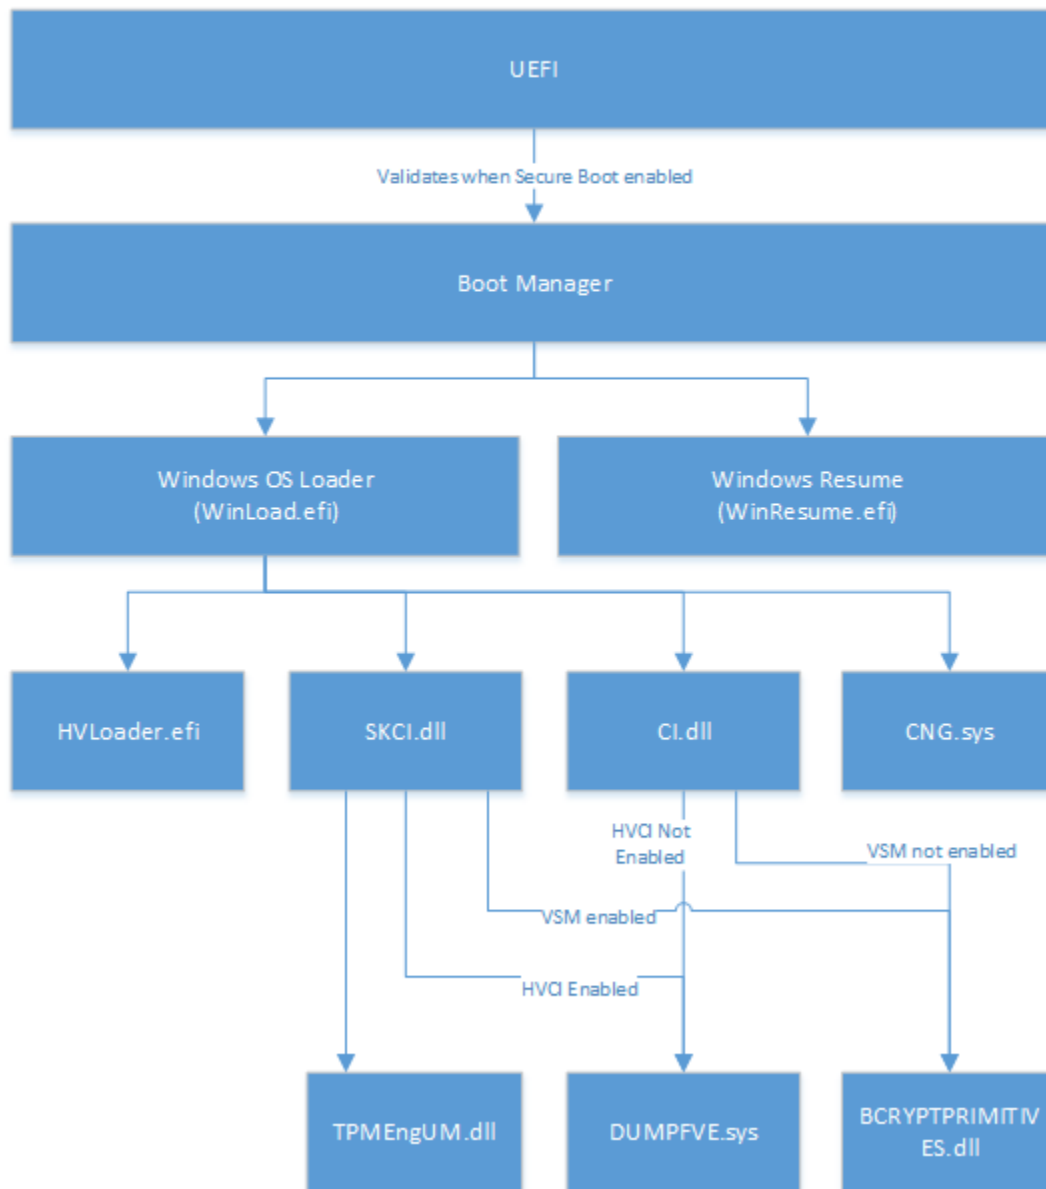 UEFI
Validates when Secure Boot enabled
Boot Manager
Windows OS Loader
(WinLoad.efi)
Windows Resume
(WinResume.efi)
HVLoader.efi
SKCI.dll
CI.dll
CNG.sys
HVCI Not
Enabled
VSM not enabled
VSM enabled
HVCI Enabled
TPMEngUM.dll
DUMPFVE.sys
BCRYPTPRIMITIV
ES.dll